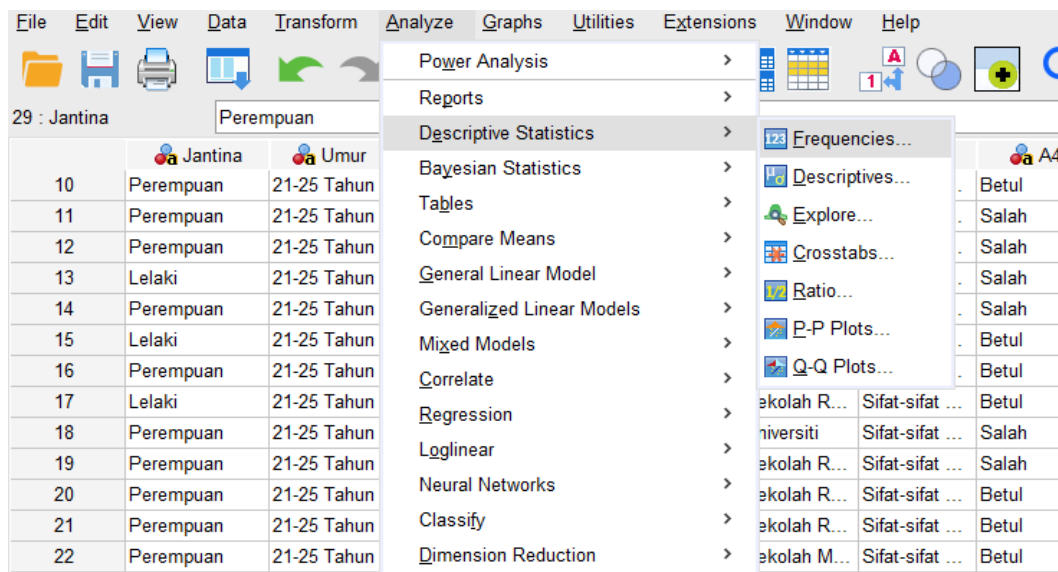 File Edit View Data Transform Analyze Graphs Utilities Extensions Window Help
Power Analysis
Reports
29 : Jantina Perempuan
Descriptive Statistics 123 Frequencies...
Jantina Umur A4
Bayesian Statistics Descriptives...
10 Perempuan 21-25 Tahun Betul
11 Perempuan 21-25 Tahun Tables Explore... Salah
12 Perempuan 21-25 Tahun Compare Means Crosstabs... Salah
13 Lelaki 21-25 Tahun General Linear Model Salah
14 Perempuan 21-25 Tahun Generalized Linear Models 1/2 Ratio... Salah
15 Lelaki 21-25 Tahun Mixed Models P-P Plots... Betul
16 Perempuan 21-25 Tahun Correlate Q-Q Plots... Betul
17 Lelaki 21-25 Tahun Regression ekolah R... Sifat-sifat ... Betul
18 Perempuan 21-25 Tahun Loglinear niversiti Sifat-sifat ... Salah
19 Perempuan 21-25 Tahun ekolah R... Sifat-sifat ... Salah
20 Perempuan 21-25 Tahun Neural Networks ekolah R... Sifat-sifat ... Betul
21 Perempuan 21-25 Tahun Classify ekolah R... Sifat-sifat ... Betul
22 Perempuan 21-25 Tahun Dimension Reduction ekolah M... Sifat-sifat ... Betul